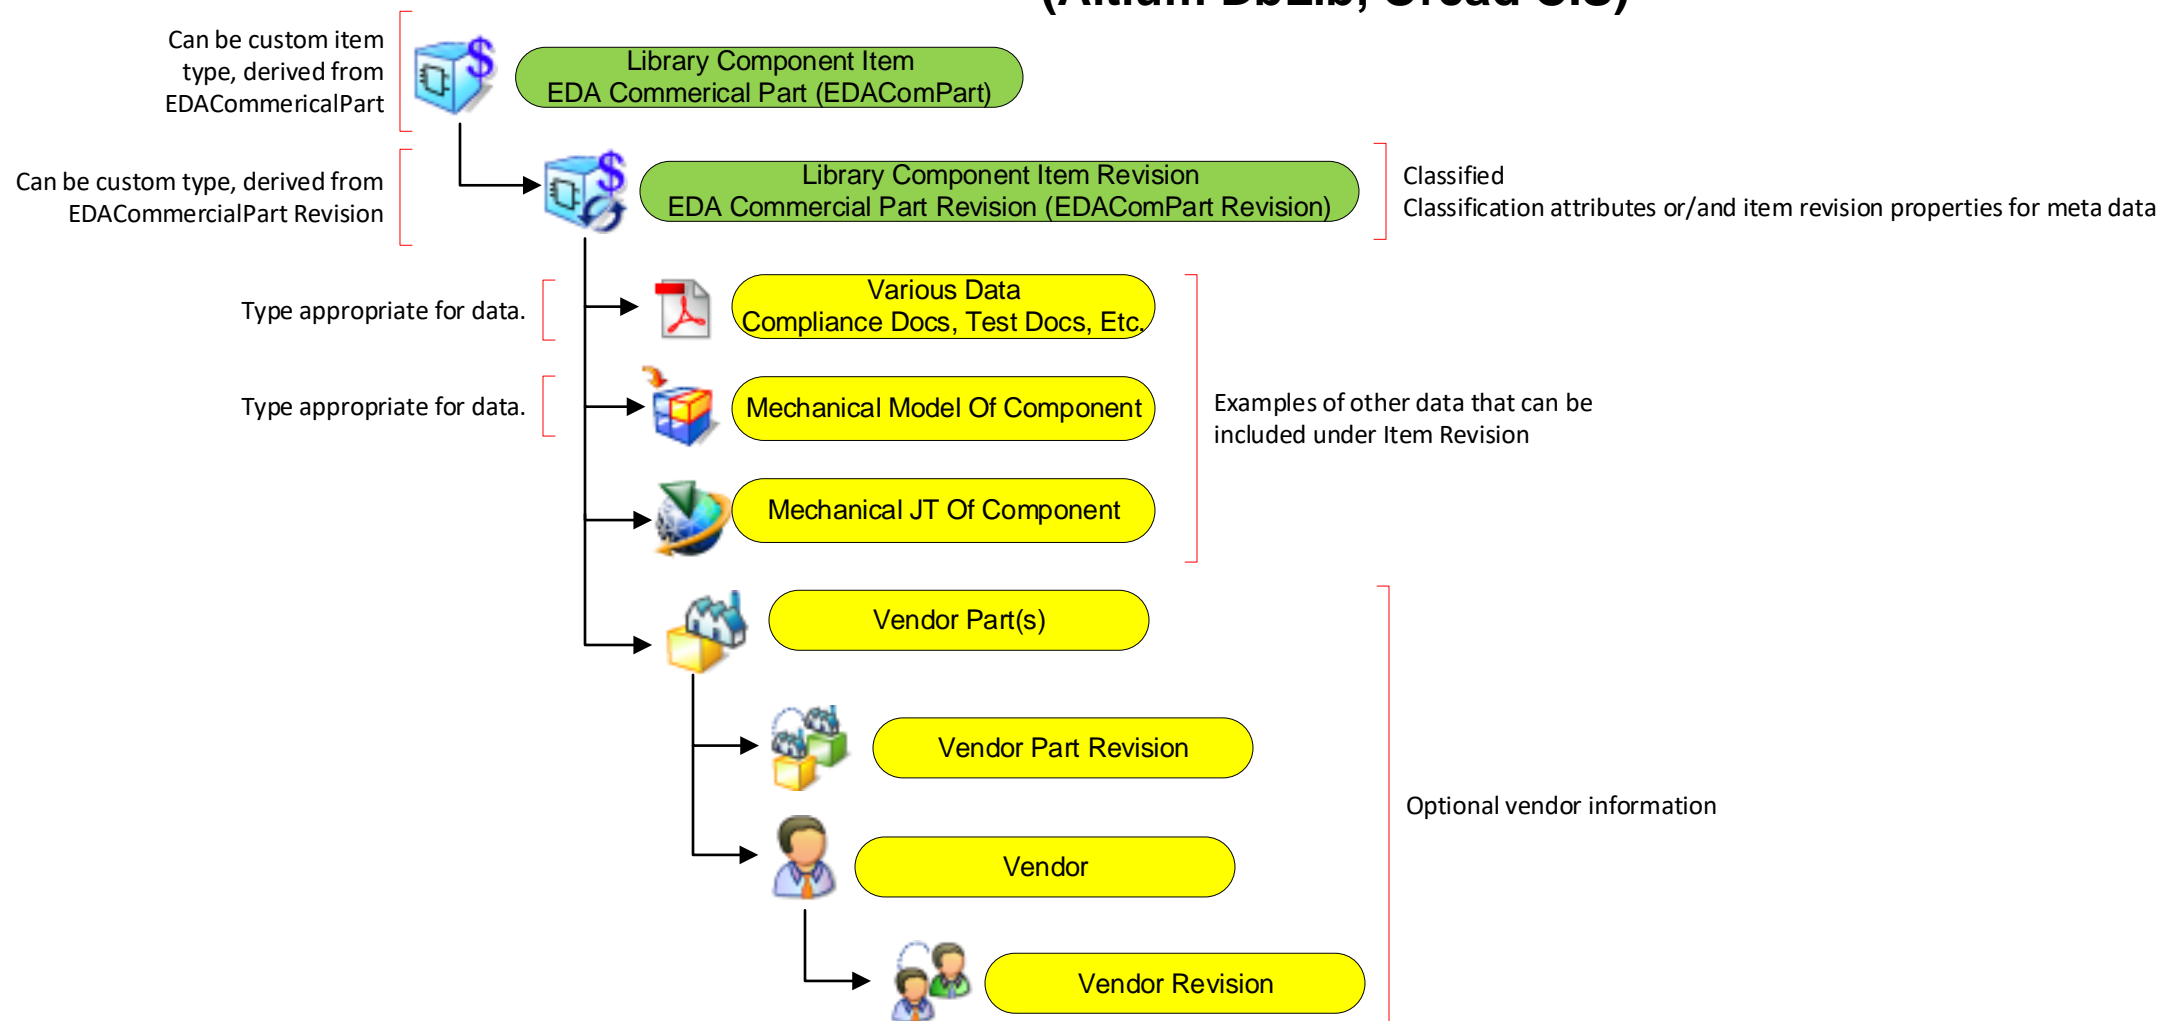 (Altium DbLib, Orcad CIS)
Can be custom item
type, derived from
EDACommericalPart
Library Component Item
EDA Commerical Part (EDAComPart)
Can be custom type, derived from
EDACommercialPart Revision
Library Component Item Revision
EDA Commercial Part Revision (EDAComPart Revision)
Classified
Classification attributes or/and item revision properties for meta data
Type appropriate for data.
Various Data
Compliance Docs, Test Docs, Etc.
Type appropriate for data.
Mechanical Model Of Component
Examples of other data that can be
included under Item Revision
Mechanical JT Of Component
Vendor Part(s)
Vendor Part Revision
Optional vendor information
Vendor
Vendor Revision